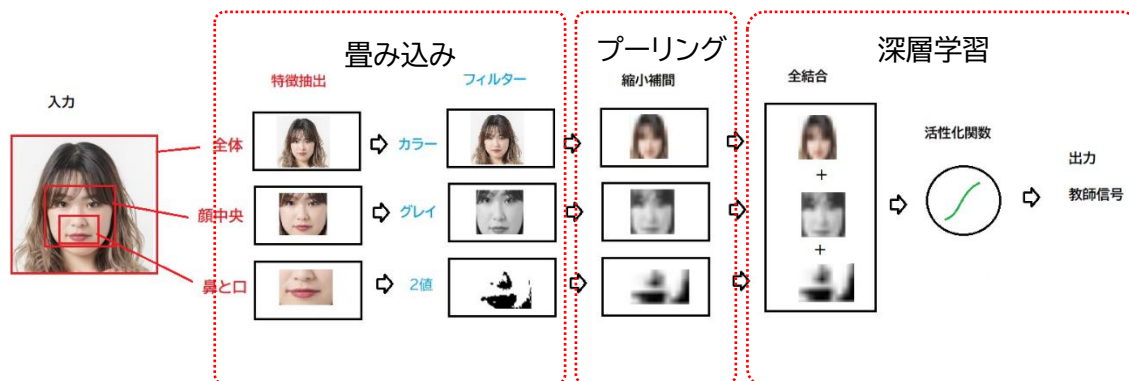 畳み込み
プーリング
深層学習
特徴抽出
フィルター
縮小補間
全結合
入力
活性化関数
全体
カラー
出力
+
教師信号
顔中央
グレイ
+
鼻と口
2値